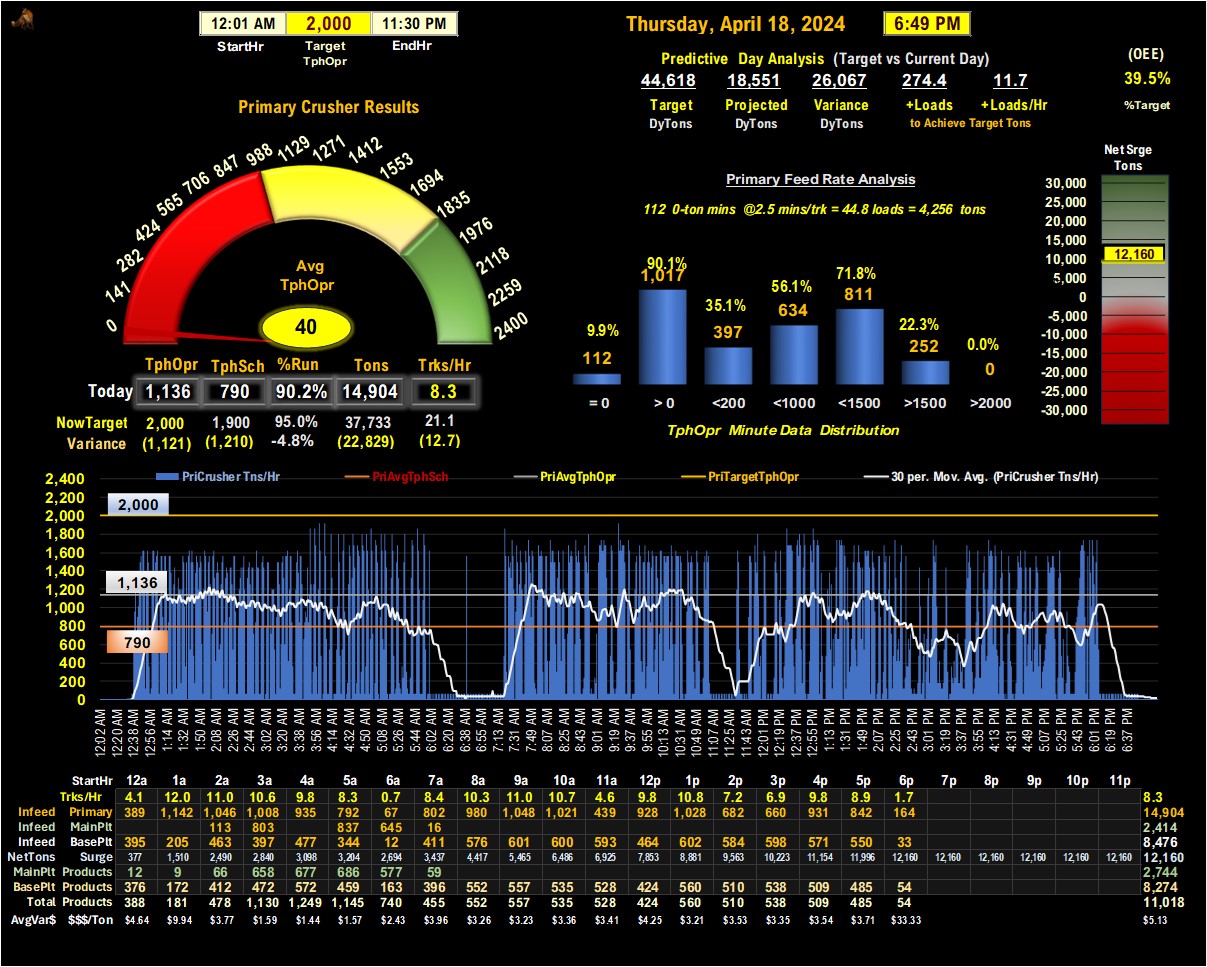 12:01 AM 2,000 11:30 PM
StartHr Target TphOpr EndHr
Thursday, April 18, 2024 6:49 PM
Predictive Day Analysis (Target vs Current Day)
44,618 18,551 26,067 274.4 11.7
Target Projected Variance +Loads +Loads/Hr
DyTons DyTons DyTons to Achieve Target Tons
(OEE)
39.5%
%Target
Primary Crusher Results
0 141 282 424 565 706 847 988 1129 1271 1412 1553 1694 1835 1976 2118 2259 2400
Avg
TphOpr
40
TphOpr TphSch %Run Tons Trks/Hr
Today 1,136 790 90.2% 14,904 8.3
NowTarget 2,000 1,900 95.0% 37,733 21.1
Variance (1,121) (1,210) -4.8% (22,829) (12.7)
Primary Feed Rate Analysis
112 0-ton mins @2.5 mins/trk = 44.8 loads = 4,256 tons
9.9% 90.1% 35.1% 56.1% 71.8% 22.3% 0.0%
112 1,017 397 634 811 252 0
= 0 > 0 <200 <1000 <1500 >1500 >2000
TphOpr Minute Data Distribution
Net Srge
Tons
30,000
25,000
20,000
15,000
12,160
10,000
5,000
0
-5,000
-10,000
-15,000
-20,000
-25,000
-30,000
PriCrusher Tns/Hr PriAvgTphSch PriAvgTphOpr PriTargetTphOpr 30 per. Mov. Avg. (PriCrusher Tns/Hr)
2,400
2,200
2,000
1,800
1,600
1,400
1,200
1,000
800
600
400
200
0
2,000
1,136
790
12:02 AM 12:20 AM 12:38 AM 12:56 AM 1:14 AM 1:32 AM 1:50 AM 2:08 AM 2:26 AM 2:44 AM 3:02 AM 3:20 AM 3:38 AM 3:56 AM 4:14 AM 4:32 AM 4:50 AM 5:08 AM 5:26 AM 5:44 AM 6:02 AM 6:37 AM 6:55 AM 7:13 AM 7:31 AM 7:49 AM 8:07 AM 8:25 AM 8:43 AM 9:01 AM 9:19 AM 9:37 AM 9:55 AM 10:13 AM 10:31 AM 10:49 AM 11:07 AM 11:25 AM 11:43 AM 12:01 PM 12:19 PM 12:37 PM 12:55 PM 1:13 PM 1:31 PM 1:49 PM 2:07 PM 2:25 PM 2:43 PM 3:01 PM 3:19 PM 3:37 PM 3:55 PM 4:13 PM 4:31 PM 4:49 PM 5:07 PM 5:25 PM 5:43 PM 6:01 PM 6:19 PM 6:37 PM
StartHr 12a 1a 2a 3a 4a 5a 6a 7a 8a 9a 10a 11a 12p 1p 2p 3p 4p 5p 6p 7p 8p 9p 10p 11p
Trks/Hr 4.1 12.0 11.0 10.6 9.8 8.3 0.7 8.4 10.3 11.0 10.7 4.6 9.8 10.8 7.2 6.9 9.8 8.9 1.7 8.3
Infeed Primary 389 1,142 1,046 1,008 935 792 67 802 980 1,048 1,021 439 928 1,028 682 660 931 842 164 14,904
Infeed MainPlt 113 803 837 645 16 2,414
Infeed BasePlt 395 205 463 397 477 344 12 411 576 601 600 593 464 602 584 598 571 550 33 8,476
NetTons Surge 377 1,510 2,490 2,840 3,098 3,204 2,694 3,437 4,417 5,465 6,486 6,925 7,853 8,881 9,563 10,223 11,154 11,996 12,160 12,160 12,160 12,160 12,160 12,160 12,160
MainPlt Products 12 9 66 658 677 686 577 59 2,744
BasePlt Products 376 172 412 472 572 459 163 396 552 557 535 528 424 560 510 538 509 485 54 8,274
Total Products 388 181 478 1,130 1,249 1,145 740 455 552 557 535 528 424 560 510 538 509 485 54 11,018
AvgVar$ $$$/Ton $4.64 $9.94 $3.77 $1.59 $1.44 $1.57 $2.43 $3.96 $3.26 $3.23 $3.36 $3.41 $4.25 $3.21 $3.53 $3.35 $3.54 $3.71 $33.33 $5.13